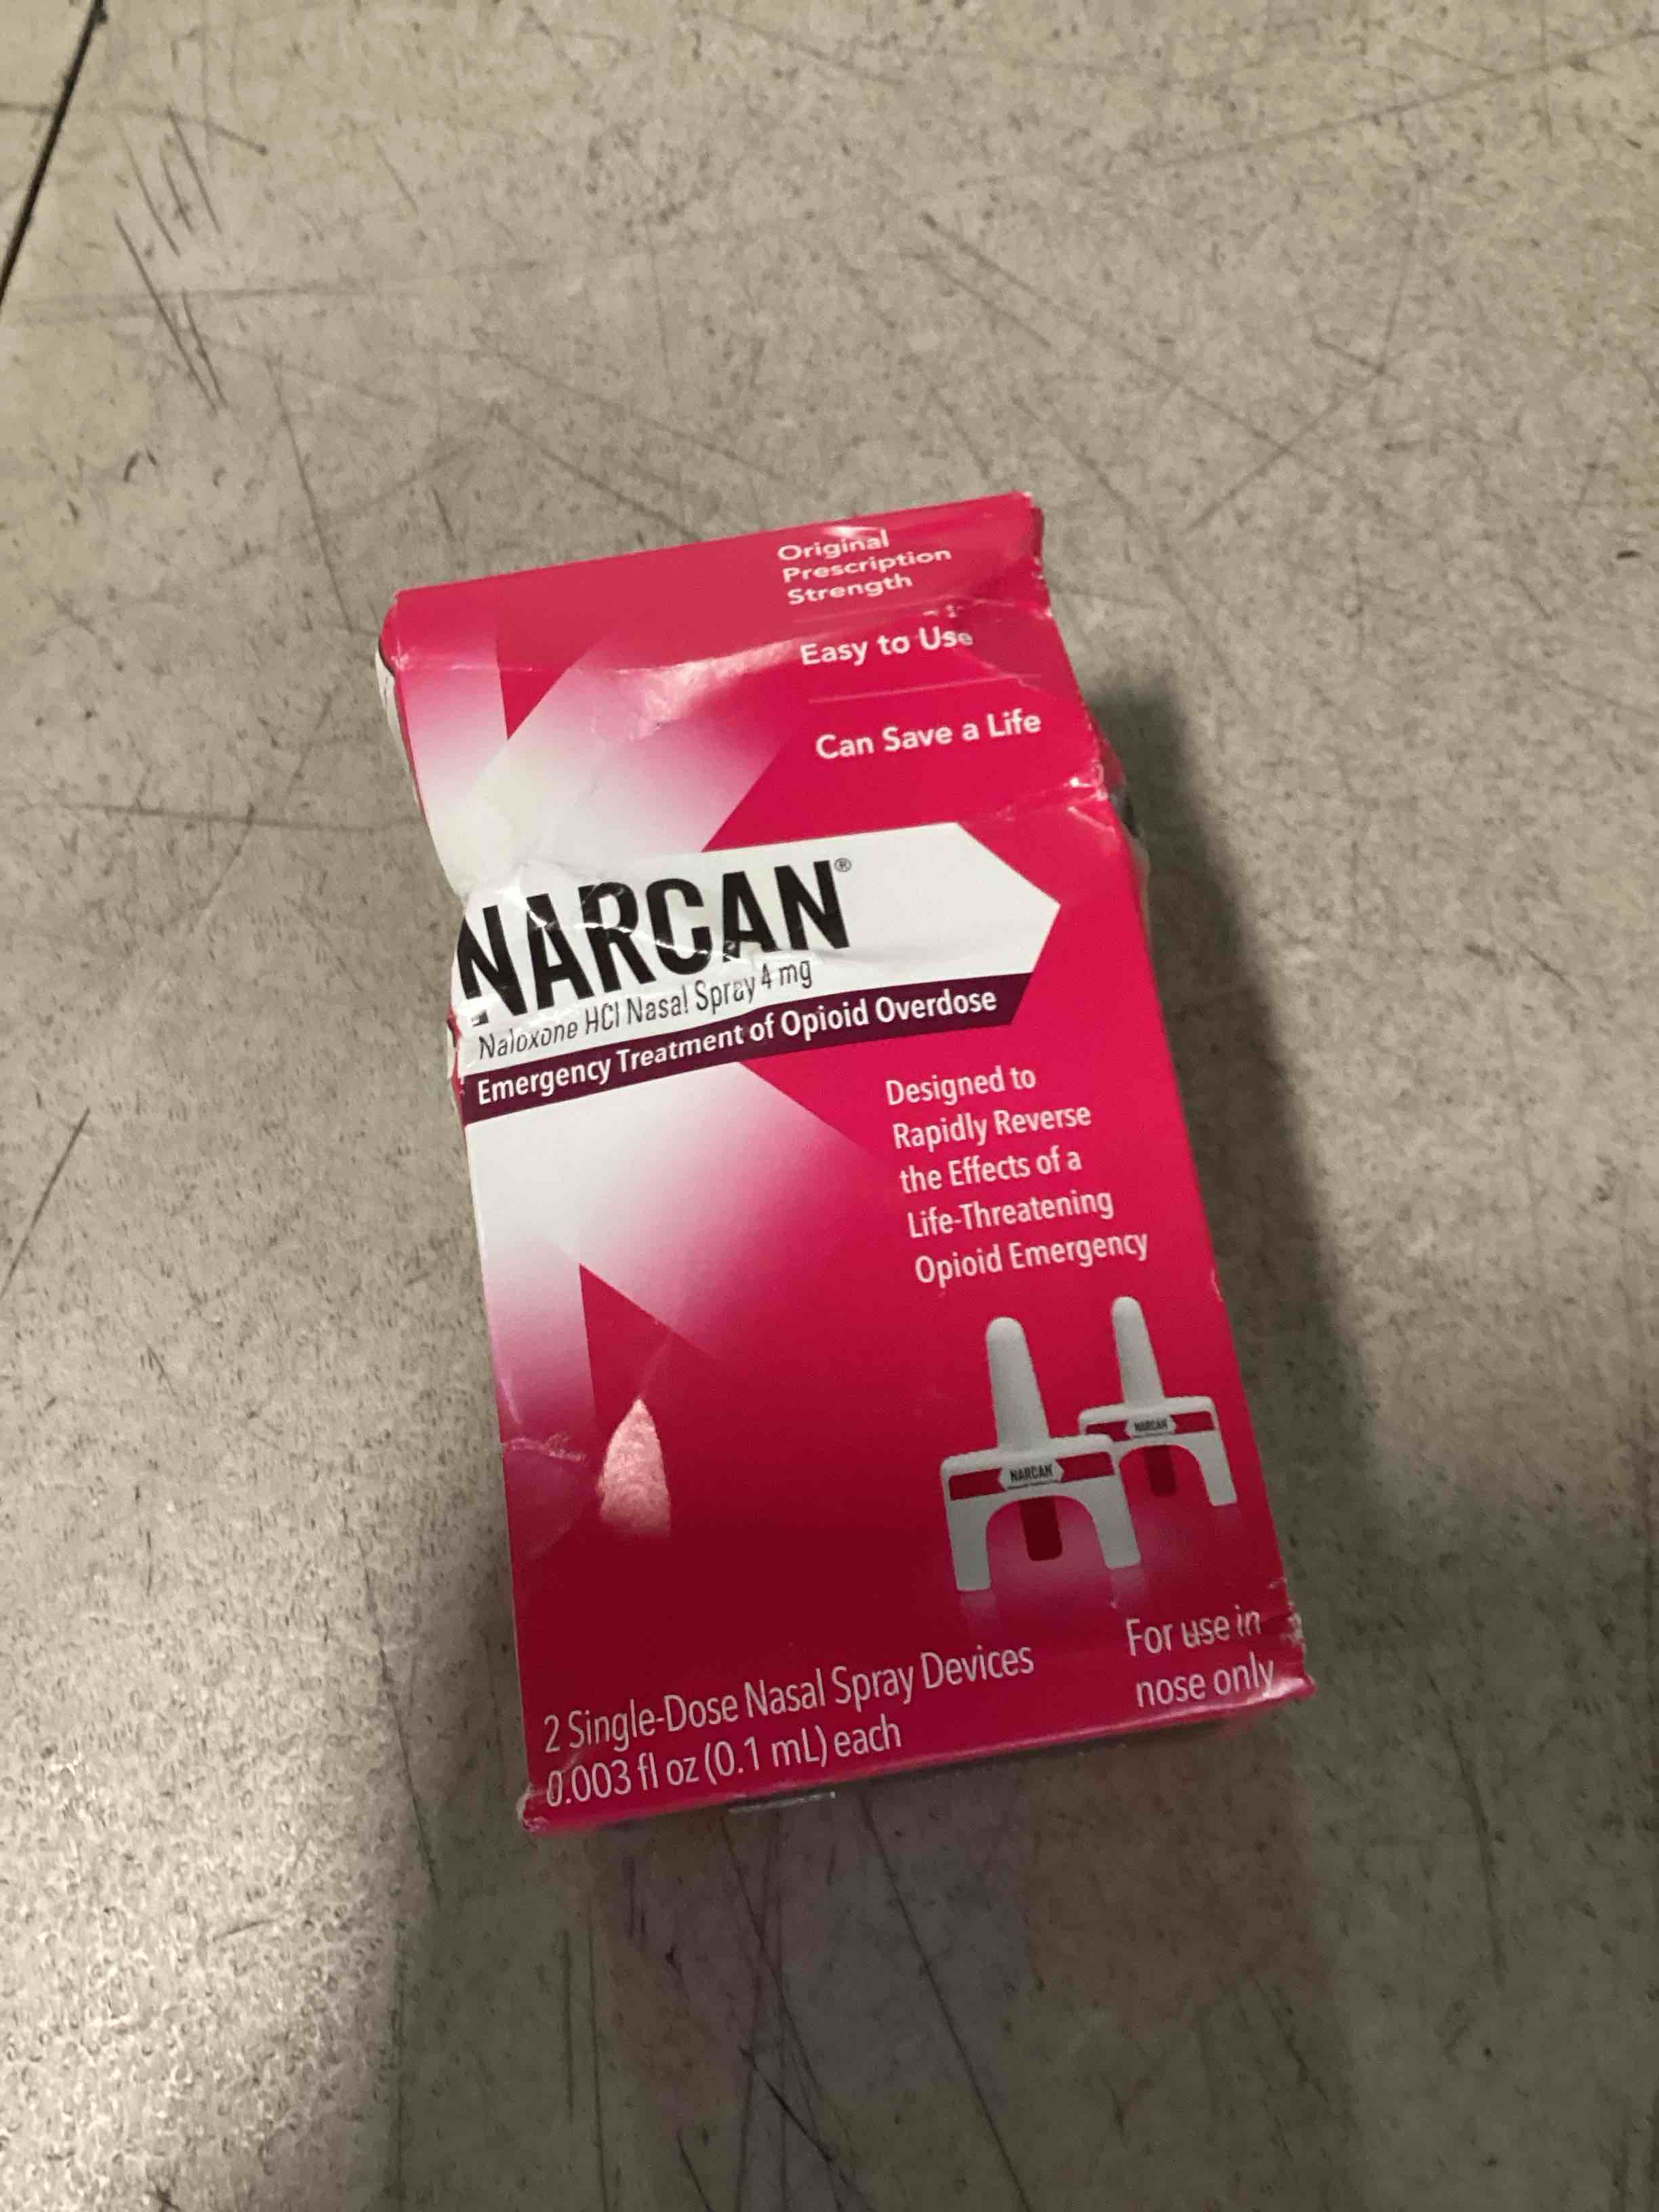 Original
Prescription
Strength
Easy to Use
Can Save a Life
NARCAN®
Naloxone HCl Nasal Spray 4 mg
Emergency Treatment of Opioid Overdose
Designed to
Rapidly Reverse
the Effects of a
Life-Threatening
Opioid Emergency
NARCAN
NARCAN
For use in
nose only
2 Single-Dose Nasal Spray Devices
0.003 fl oz (0.1 mL) each